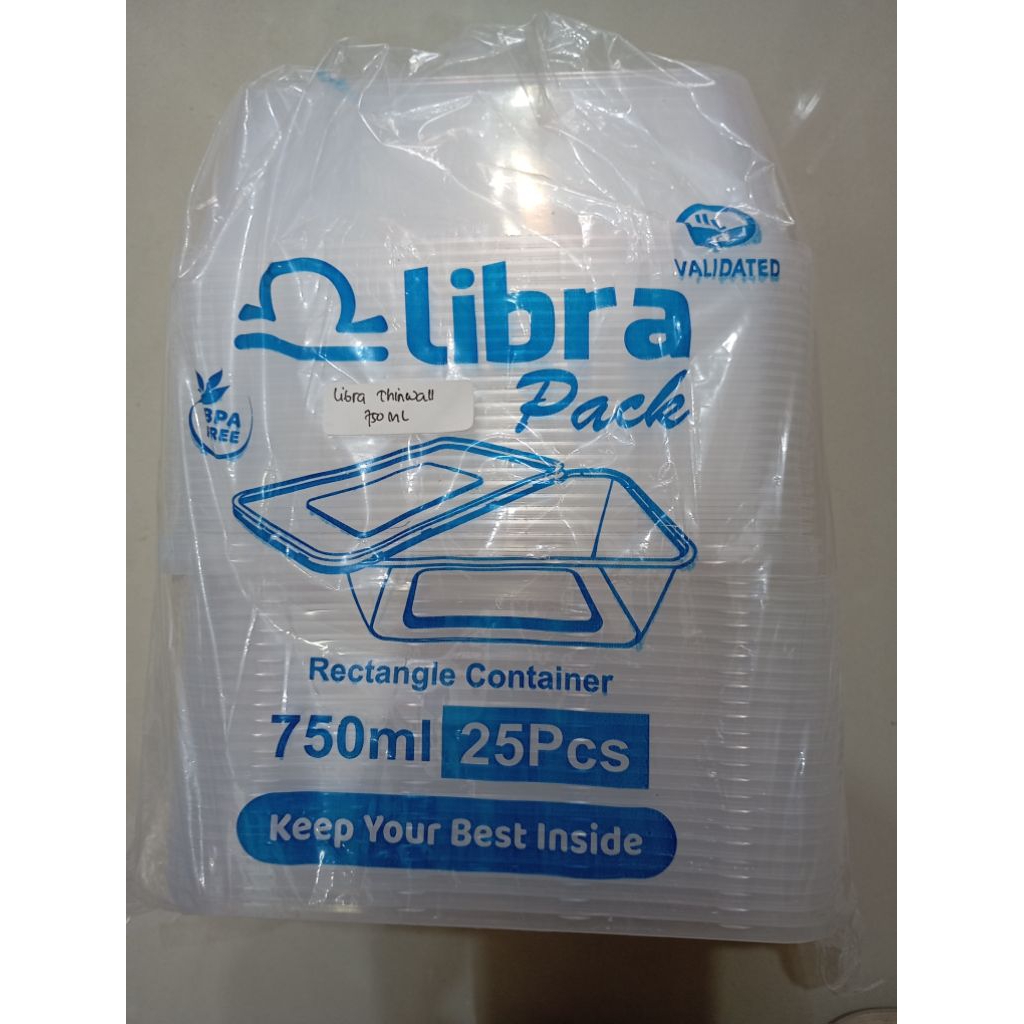 VALIDATED
libra
Pack
Libra Thinwall
750 ML
BPA
FREE
Rectangle Container
750ml 25Pcs
Keep Your Best Inside